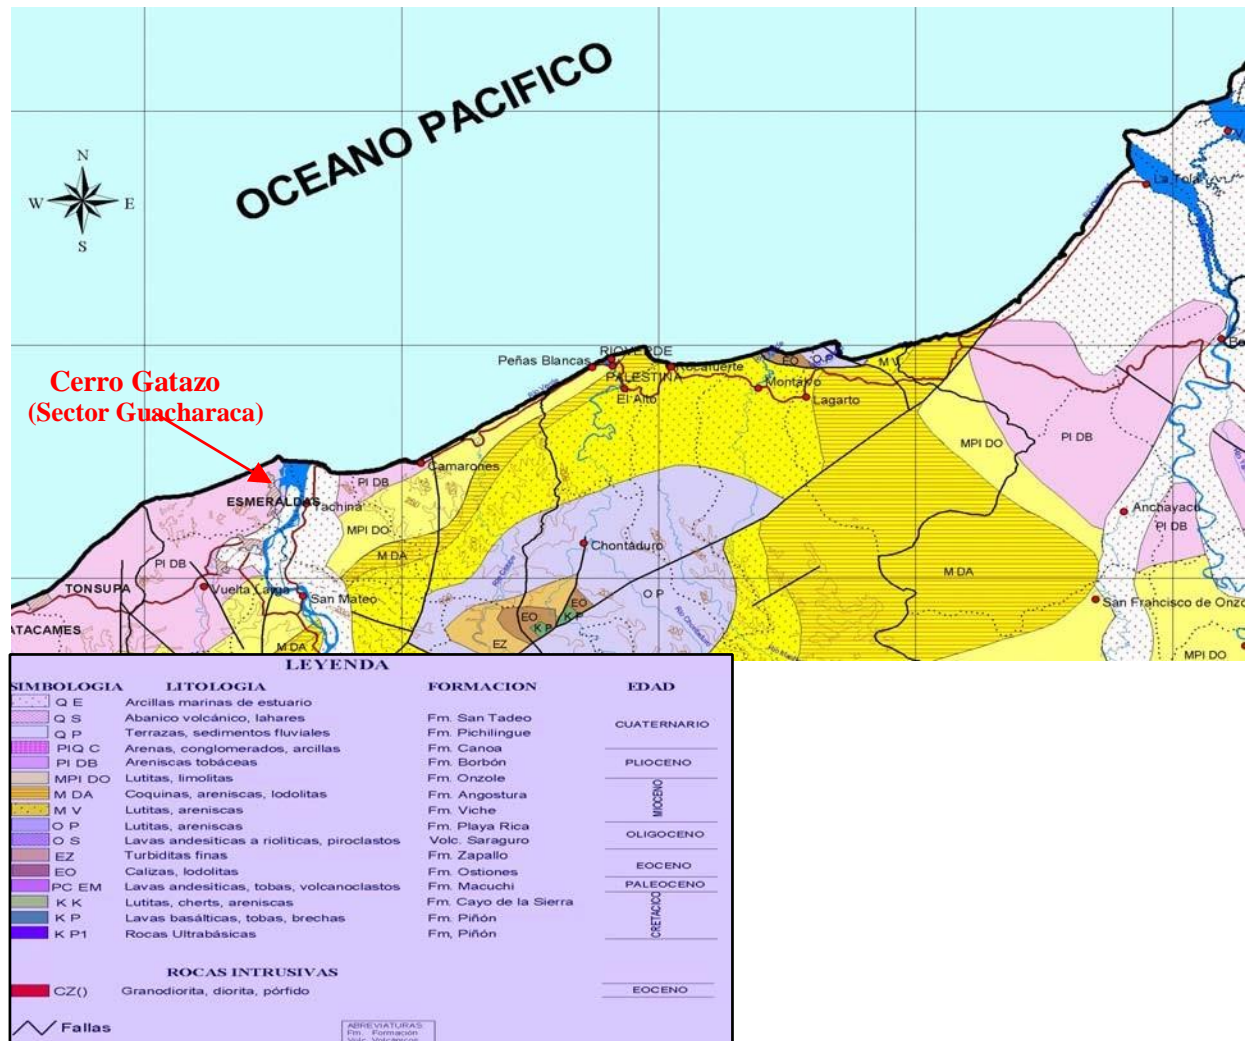 OCEANO PACIFICO
N
W E
S
La Tola
Peñas Blancas
RIOVERDE
Rocafuerte
PALESTINA
El Alto
Montalvo
Lagarto
EO
O P
M V
MPI DO
PI DB
Cerro Gatazo
(Sector Guacharaca)
Camarones
PI DB
ESMERALDAS
Tachina
MPI DO
M DA
Anchayacu
PI DB
Chontaduro
PI DB
M DA
TONSUPA
Vuelta Larga
San Mateo
O P
San Francisco de Onzo
EO
EO
K P
K P
EZ
ATACAMES
M DA
MPI DO
LEYENDA
SIMBOLOGIA LITOLOGIA FORMACION EDAD
Q E Arcillas marinas de estuario
Q S Abanico volcánico, lahares Fm. San Tadeo
CUATERNARIO
Q P Terrazas, sedimentos fluviales Fm. Pichilingue
PIQ C Arenas, conglomerados, arcillas Fm. Canoa
PI DB Areniscas tobáceas Fm. Borbón PLIOCENO
MPI DO Lutitas, limolitas Fm. Onzole
M DA Coquinas, areniscas, lodolitas Fm. Angostura MIOCENO
M V Lutitas, areniscas Fm. Viche
O P Lutitas, areniscas Fm. Playa Rica
O S Lavas andesíticas a riolíticas, piroclastos Volc. Saraguro OLIGOCENO
EZ Turbiditas finas Fm. Zapallo
EO Calizas, lodolitas Fm. Ostiones EOCENO
PC EM Lavas andesíticas, tobas, volcanoclastos Fm. Macuchi PALEOCENO
K K Lutitas, cherts, areniscas Fm. Cayo de la Sierra
K P Lavas basálticas, tobas, brechas Fm. Piñón CRETACICO
K P1 Rocas Ultrabásicas Fm, Piñón
ROCAS INTRUSIVAS
CZ() Granodiorita, diorita, pórfido EOCENO
Fallas
ABREVIATURAS:
Fm. Formación